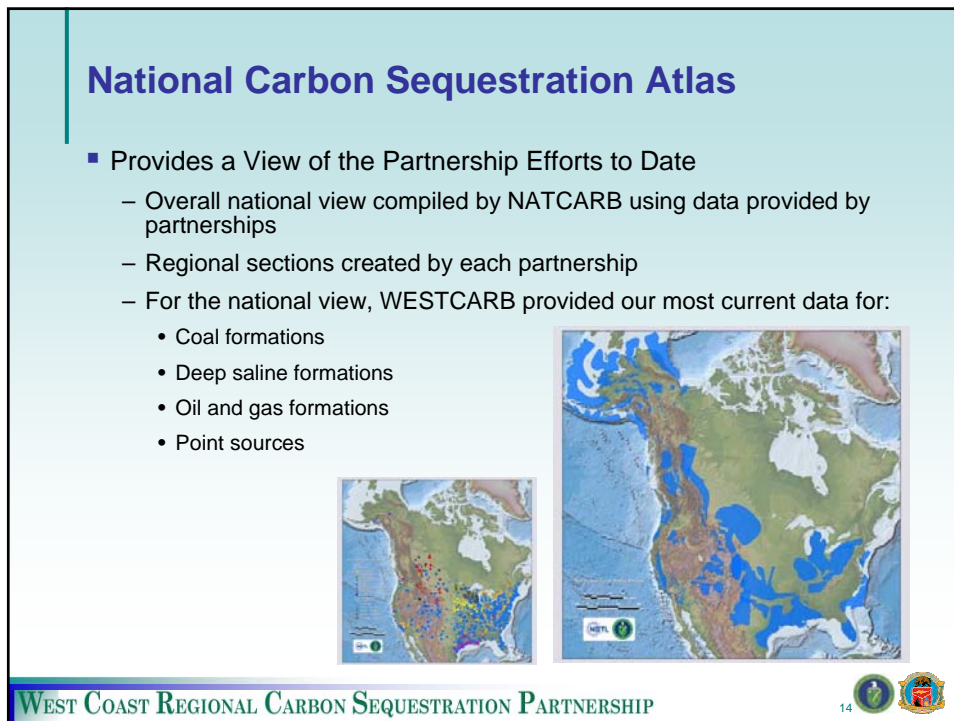 National Carbon Sequestration Atlas
▪ Provides a View of the Partnership Efforts to Date
– Overall national view compiled by NATCARB using data provided by
partnerships
– Regional sections created by each partnership
– For the national view, WESTCARB provided our most current data for:
• Coal formations
• Deep saline formations
• Oil and gas formations
• Point sources
NETL
WEST COAST REGIONAL CARBON SEQUESTRATION PARTNERSHIP
14